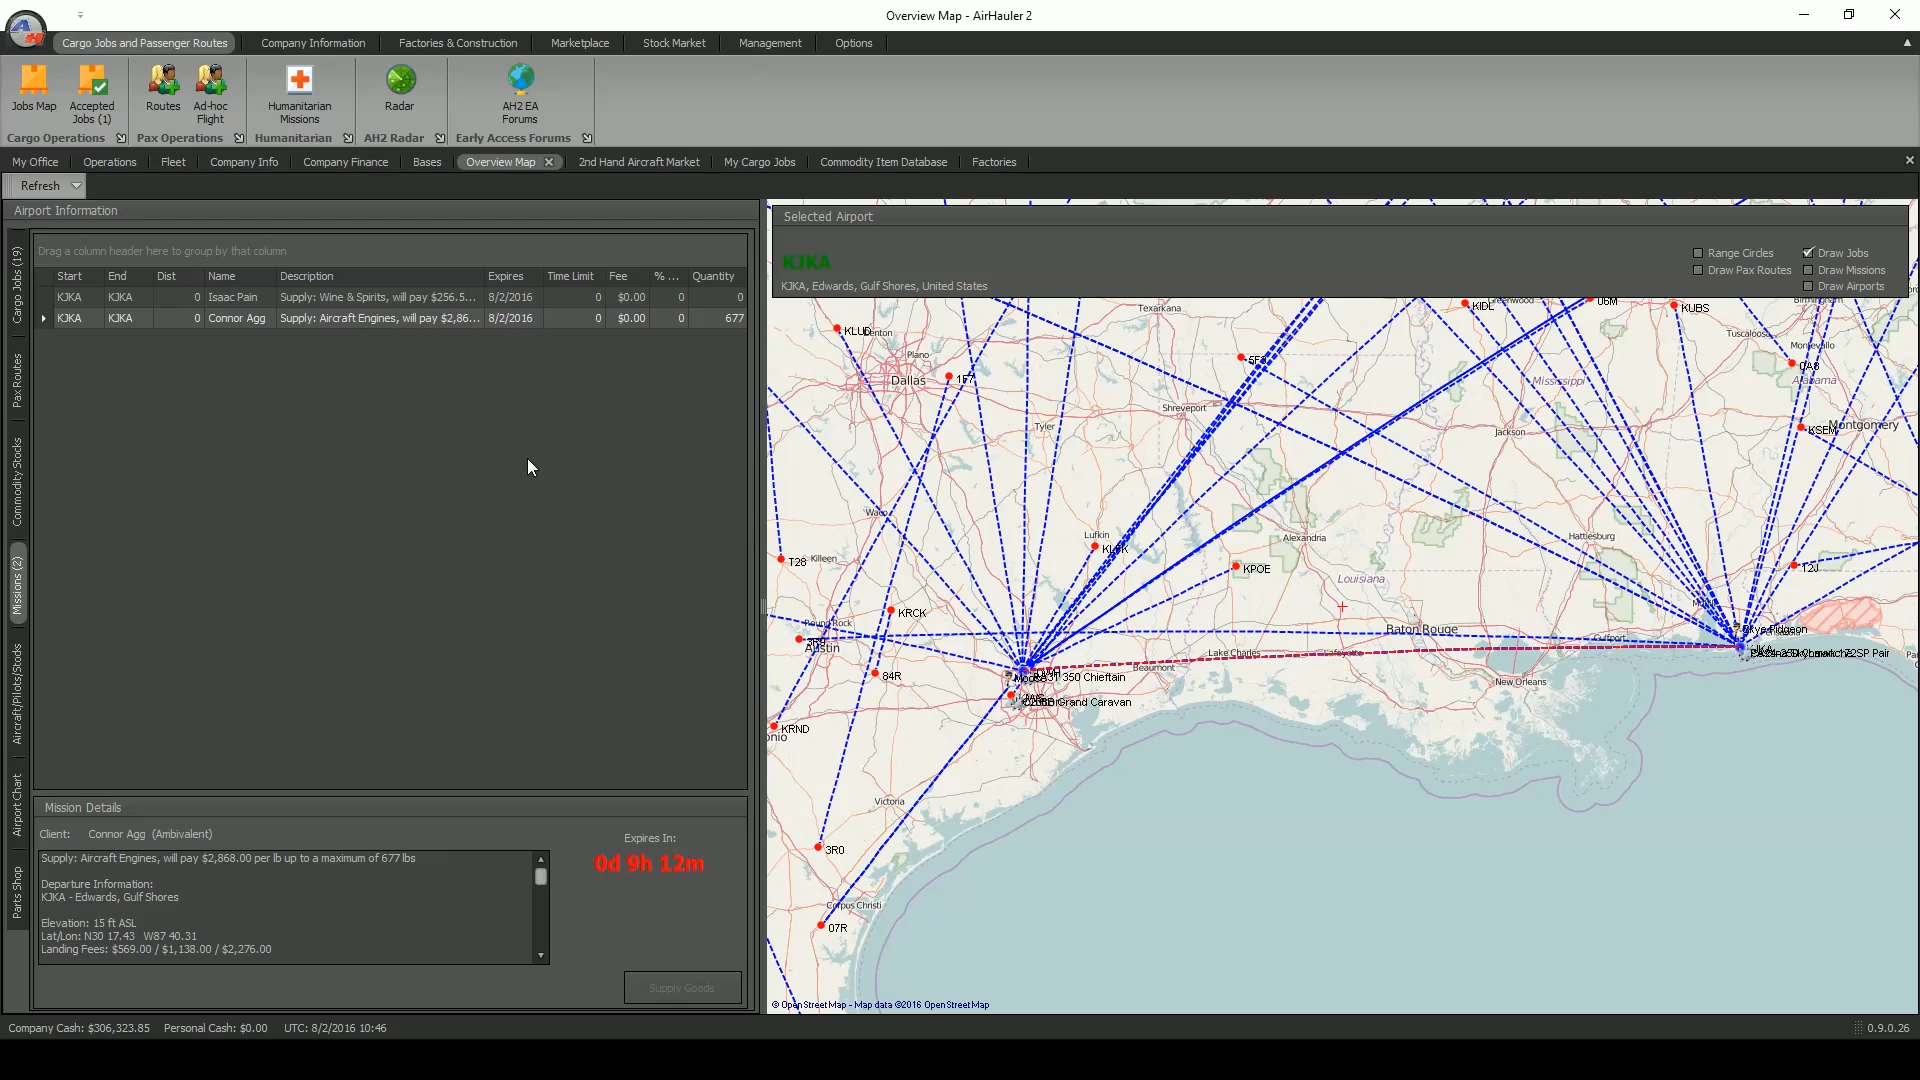 Overview Map - AirHauler 2
Cargo Jobs and Passenger Routes
Company Information
Factories & Construction
Marketplace
Stock Market
Management
Options
Jobs Map
Accepted Jobs (1)
Routes
Ad-hoc Flight
Humanitarian Missions
Radar
AH2 EA Forums
Cargo Operations
Pax Operations
Humanitarian
AH2 Radar
Early Access Forums
My Office
Operations
Fleet
Company Info
Company Finance
Bases
Overview Map
2nd Hand Aircraft Market
My Cargo Jobs
Commodity Item Database
Factories
Refresh
Airport Information
Cargo Jobs (19)
Pax Routes
Commodity Stocks
Missions (2)
Aircraft/Pilots/Stods
Airport Chart
Parts Shop
Drag a column header here to group by that column
Start End Dist Name Description Expires Time Limit Fee % ... Quantity
KJKA KJKA 0 Isaac Pain Supply: Wine & Spirits, will pay $256.5... 8/2/2016 0 $0.00 0 0
KJKA KJKA 0 Connor Agg Supply: Aircraft Engines, will pay $2,86... 8/2/2016 0 $0.00 0 677
Mission Details
Client: Connor Agg (Ambivalent)
Expires In:
0d 9h 12m
Supply: Aircraft Engines, will pay $2,868.00 per lb up to a maximum of 677 lbs
Departure Information:
KJKA - Edwards, Gulf Shores
Elevation: 15 ft ASL
Lat/Lon: N30 17.43 W87 40.31
Landing Fees: $569.00 / $1,138.00 / $2,276.00
Supply Goods
Selected Airport
KJKA
KJKA, Edwards, Gulf Shores, United States
Range Circles
Draw Jobs
Draw Pax Routes
Draw Missions
Draw Airports
Texarkana
Greenwood
KIDL
U6M
KUBS
Birmingham
KLUD
Denton
Plano
Dallas
1F7
5F3
Tuscaloosa
Montevallo
0A8
Alabama
Mississippi
Shreveport
Tyler
Jackson
KSEM
Montgomery
Waco
Lufkin
Alexandria
Hattiesburg
T28
Killeen
KPOE
Louisiana
12J
KRCK
Round Rock
Austin
Baton Rouge
Gulfport
Skye Pidgeon
Lake Charles
Lafayette
Beaumont
350 Chieftain
Grand Caravan
84R
New Orleans
KRND
Victoria
3R0
Corpus Christi
07R
© OpenStreetMap - Map data ©2016 OpenStreetMap
Company Cash: $306,323.85 Personal Cash: $0.00 UTC: 8/2/2016 10:46
0.9.0.26